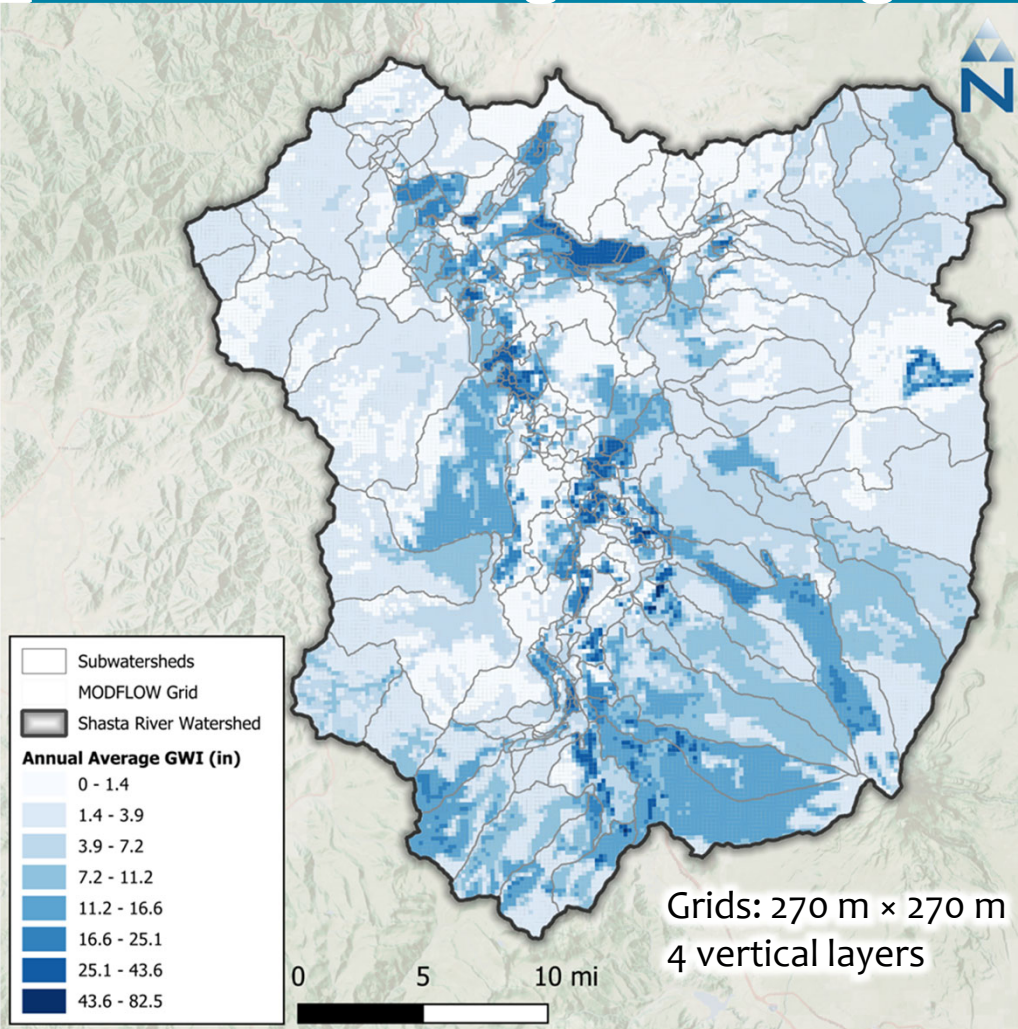 N
Subwatersheds
MODFLOW Grid
Shasta River Watershed
Annual Average GWI (in)
0 - 1.4
1.4 - 3.9
3.9 - 7.2
7.2 - 11.2
11.2 - 16.6
16.6 - 25.1
25.1 - 43.6
43.6 - 82.5
0 5 10 mi
Grids: 270 m × 270 m
4 vertical layers